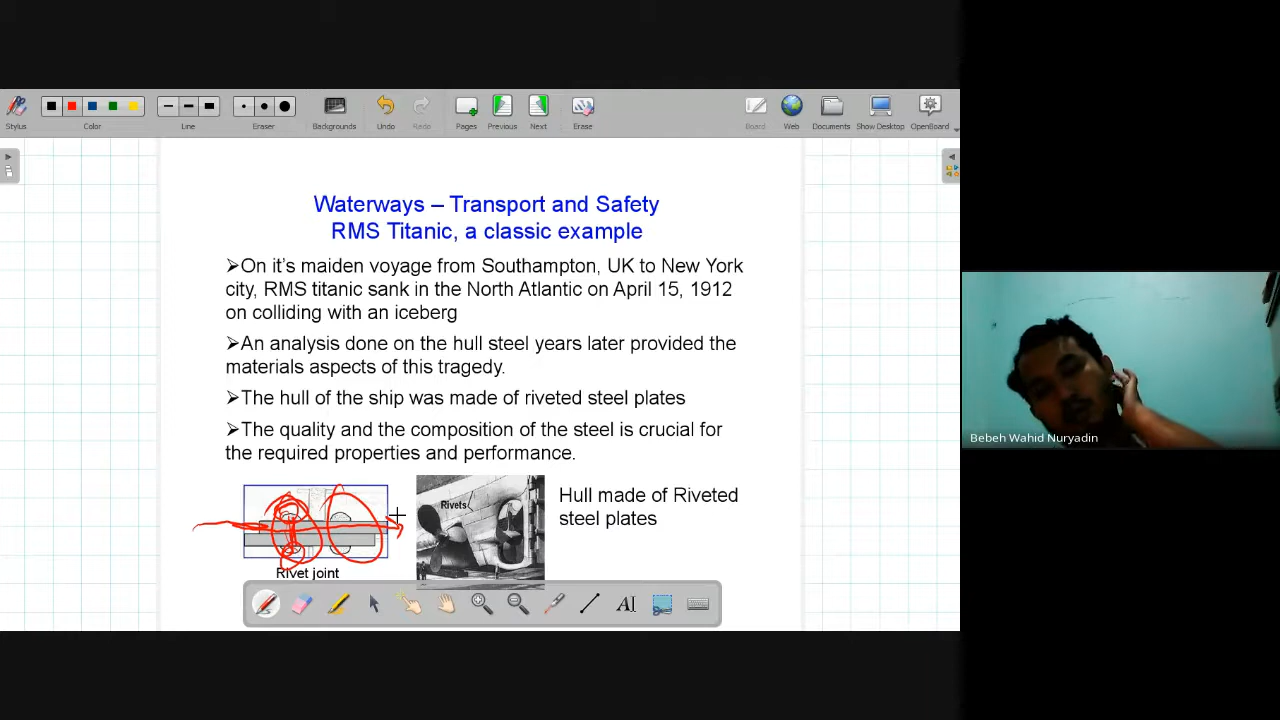 Stylus
Color
Line
Eraser
Backgrounds
Undo
Redo
Pages
Previous
Next
Erase
Board
Web
Documents
Show Desktop
OpenBoard
Waterways – Transport and Safety
RMS Titanic, a classic example
➢On it’s maiden voyage from Southampton, UK to New York
city, RMS titanic sank in the North Atlantic on April 15, 1912
on colliding with an iceberg
➢An analysis done on the hull steel years later provided the
materials aspects of this tragedy.
➢The hull of the ship was made of riveted steel plates
➢The quality and the composition of the steel is crucial for
the required properties and performance.
Rivets
Hull made of Riveted
steel plates
Rivet joint
AI
Bebeh Wahid Nuryadin